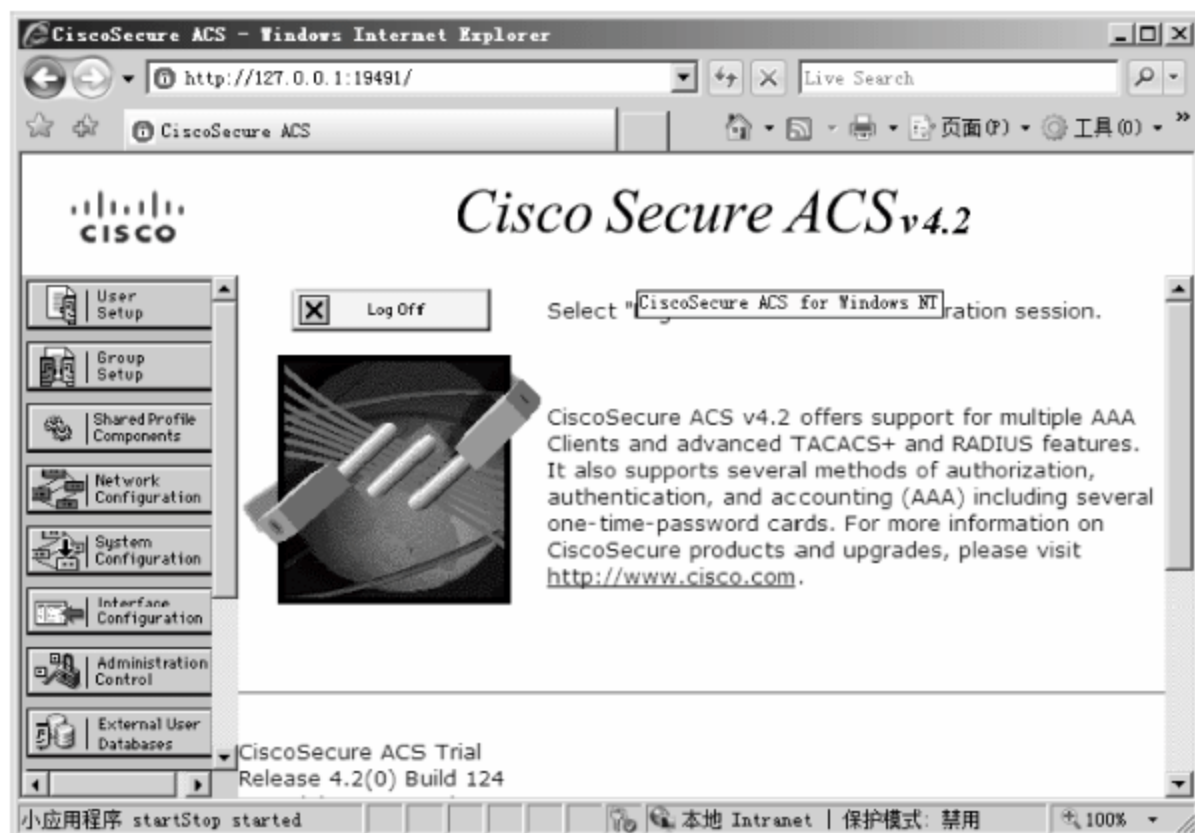 CiscoSecure ACS - Windows Internet Explorer
http://127.0.0.1:19491/
Live Search
CiscoSecure ACS
页面(P)
工具(O)
»
CISCO
Cisco Secure ACS v4.2
User
Setup
Group
Setup
Shared Profile
Components
Network
Configuration
System
Configuration
Interface
Configuration
Administration
Control
External User
Databases
Log Off
Select "
CiscoSecure ACS for Windows NT
ration session.
CiscoSecure ACS v4.2 offers support for multiple AAA
Clients and advanced TACACS+ and RADIUS features.
It also supports several methods of authorization,
authentication, and accounting (AAA) including several
one-time-password cards. For more information on
CiscoSecure products and upgrades, please visit
http://www.cisco.com.
CiscoSecure ACS Trial
Release 4.2(0) Build 124
小应用程序 startStop started
本地 Intranet | 保护模式: 禁用
100%